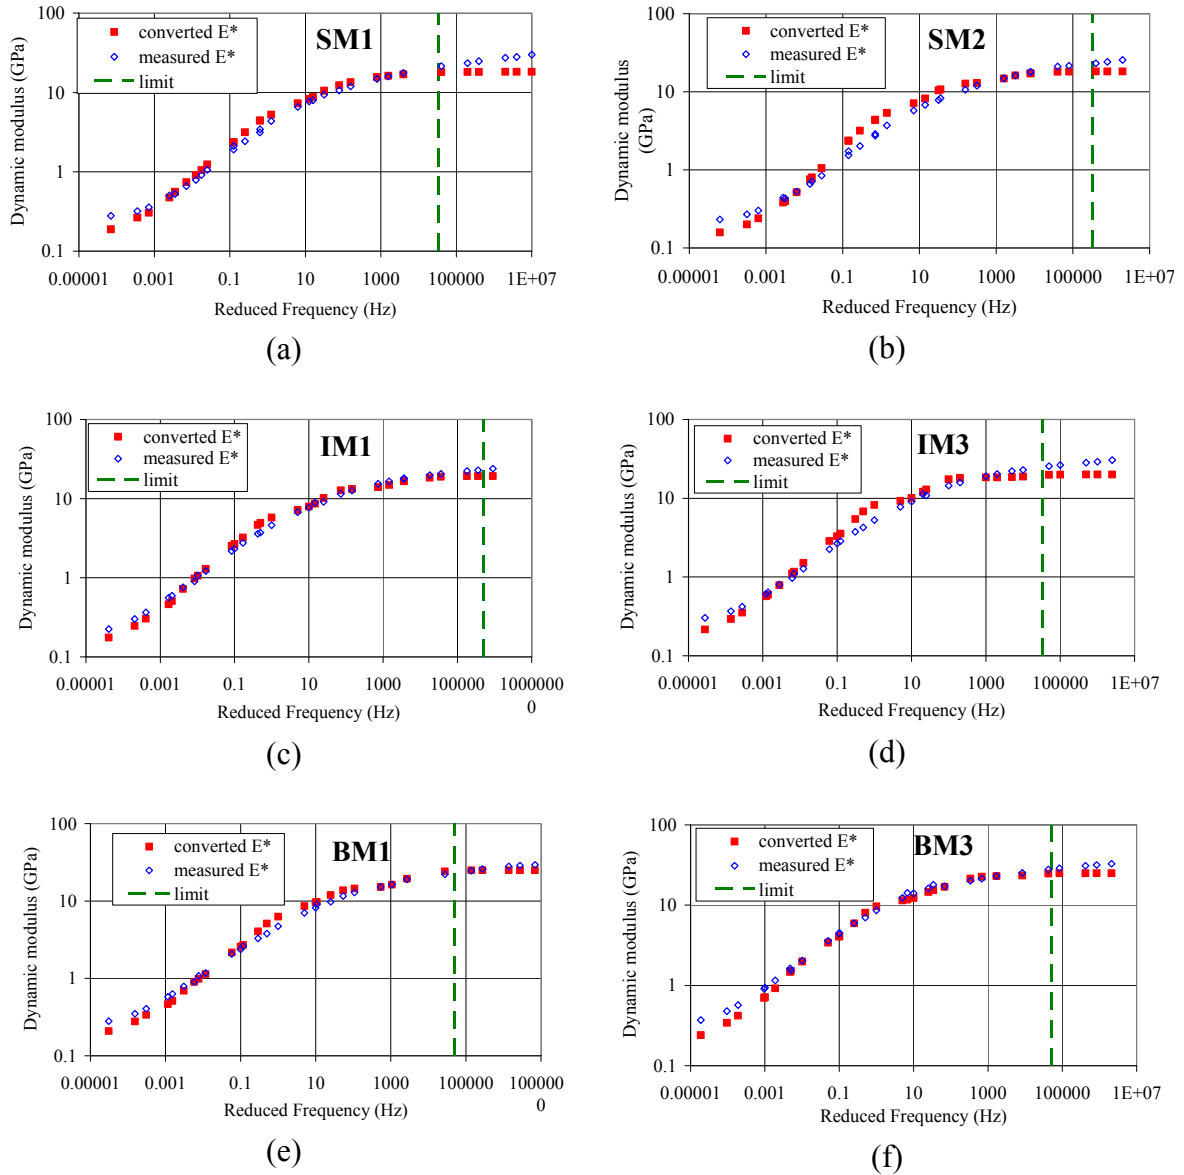 100
10
1
0.1
Dynamic modulus (GPa)
converted E*
measured E*
limit
SM1
0.00001 0.001 0.1 10 1000 100000 1E+07
Reduced Frequency (Hz)
(a)
100
10
1
0.1
Dynamic modulus
(GPa)
converted E*
measured E*
limit
SM2
0.00001 0.001 0.1 10 1000 100000 1E+07
Reduced Frequency (Hz)
(b)
100
10
1
0.1
Dynamic modulus (GPa)
converted E*
measured E*
limit
IM1
0.00001 0.001 0.1 10 1000 100000 1000000
0
Reduced Frequency (Hz)
(c)
100
10
1
0.1
Dynamic modulus (GPa)
converted E*
measured E*
limit
IM3
0.00001 0.001 0.1 10 1000 100000 1E+07
Reduced Frequency (Hz)
(d)
100
10
1
0.1
Dynamic modulus (GPa)
converted E*
measured E*
limit
BM1
0.00001 0.001 0.1 10 1000 100000 1000000
0
Reduced Frequency (Hz)
(e)
100
10
1
0.1
Dynamic modulus (GPa)
converted E*
measured E*
limit
BM3
0.00001 0.001 0.1 10 1000 100000 1E+07
Reduced Frequency (Hz)
(f)